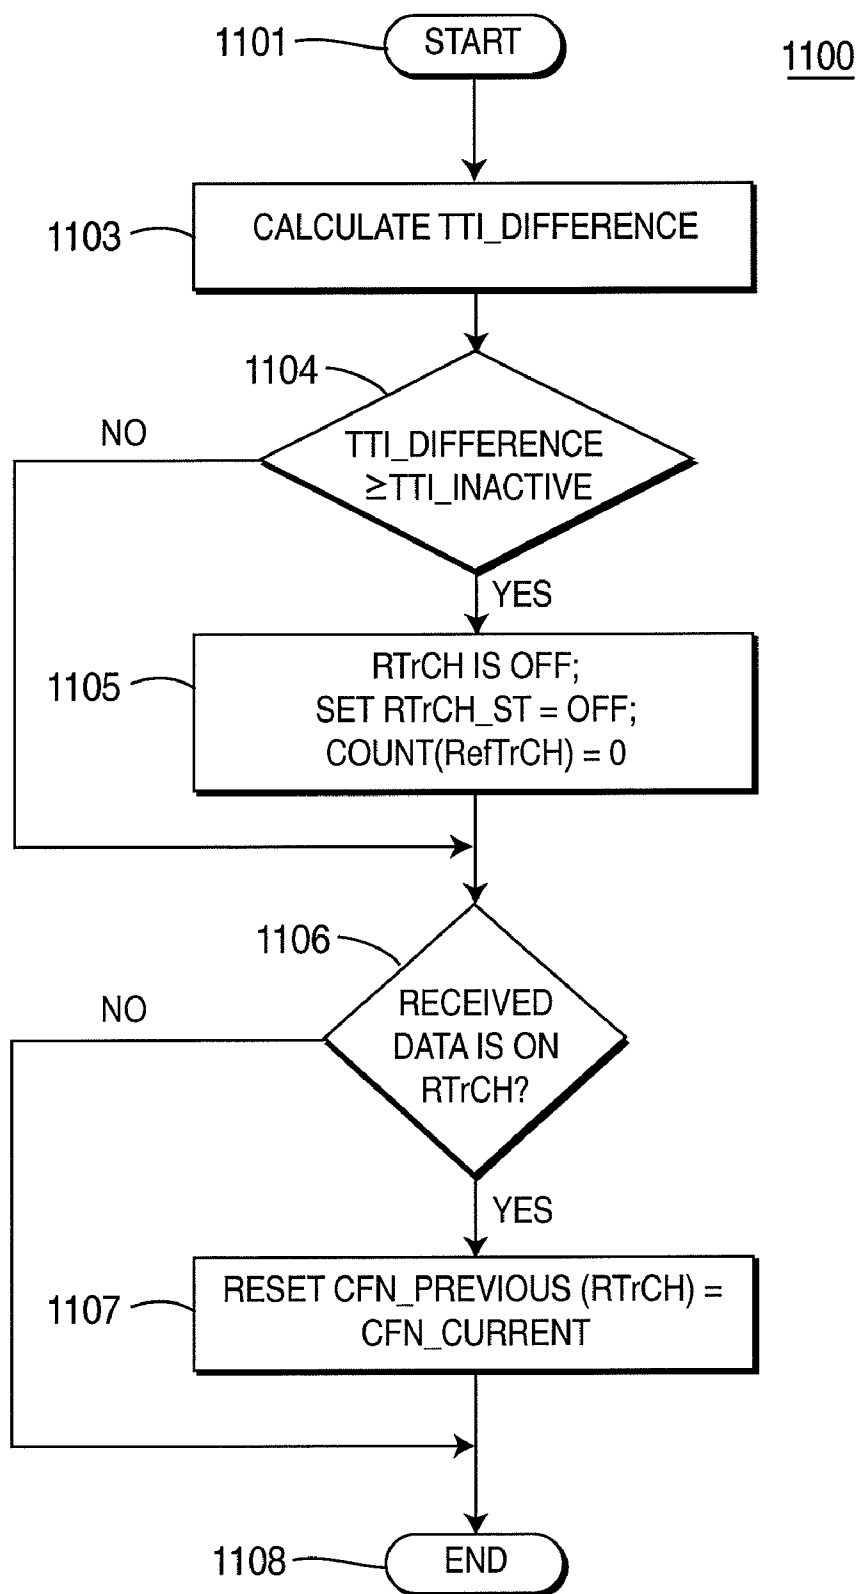 1101
START
1100
1103
CALCULATE TTI_DIFFERENCE
1104
NO
TTI_DIFFERENCE
≥TTI_INACTIVE
YES
1105
RTrCH IS OFF;
SET RTrCH_ST = OFF;
COUNT(RefTrCH) = 0
1106
NO
RECEIVED
DATA IS ON
RTrCH?
YES
1107
RESET CFN_PREVIOUS (RTrCH) =
CFN_CURRENT
1108
END